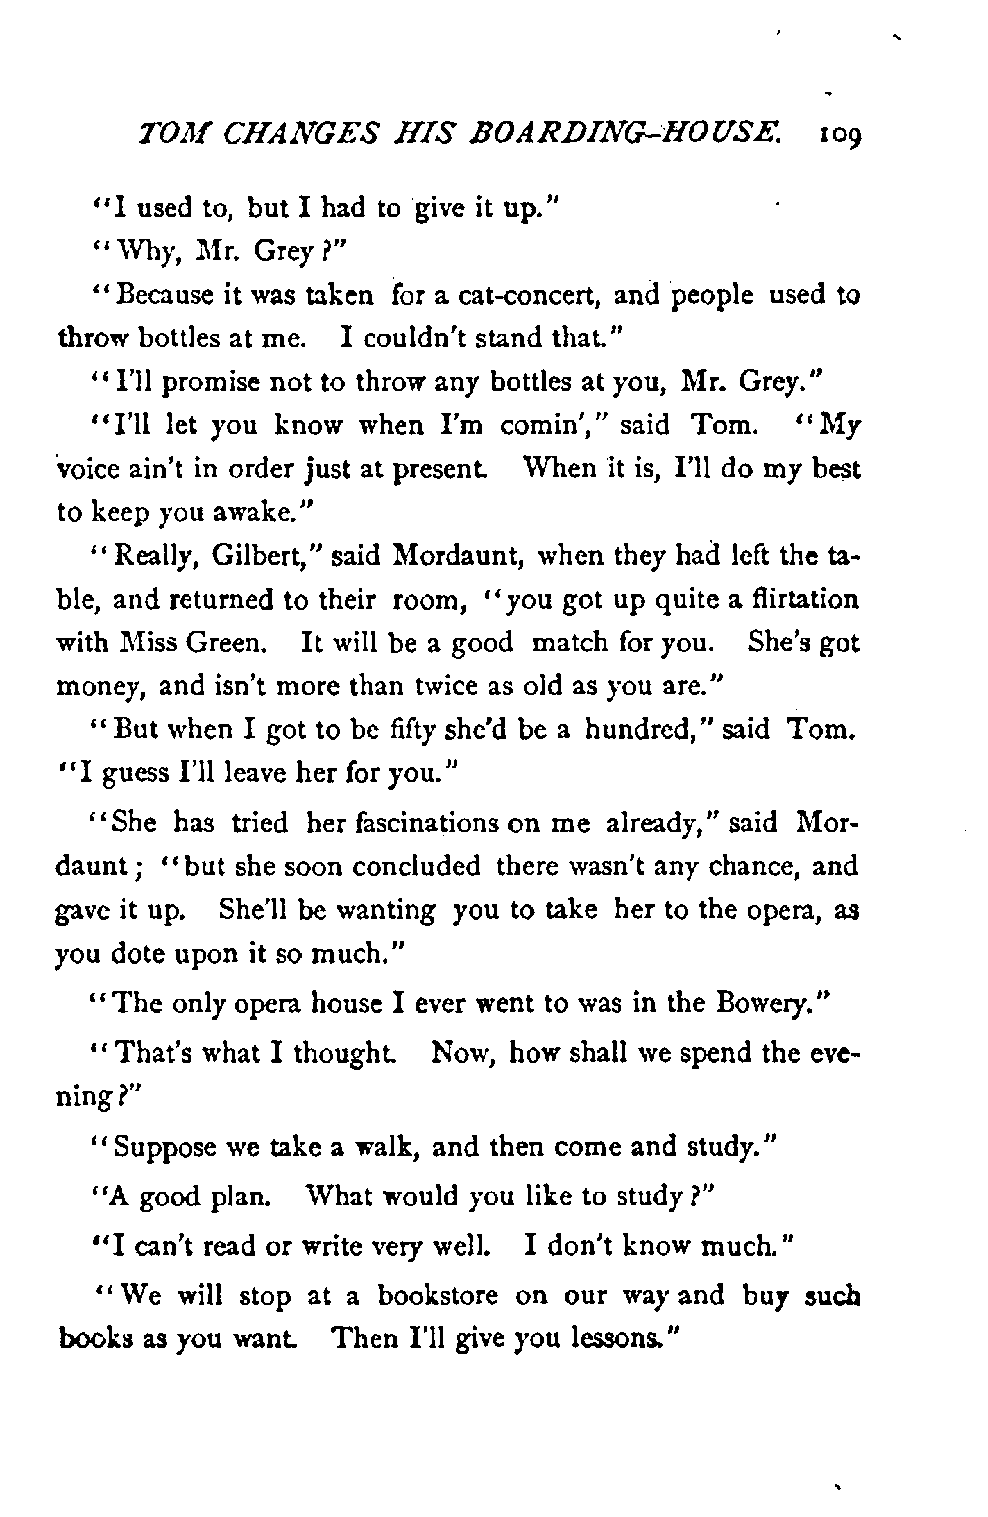 TOM CHANGES HIS BOARDING-HOUSE. 109
"I used to, but I had to give it up."
"Why, Mr. Grey?"
"Because it was taken for a cat-concert, and people used to
throw bottles at me. I couldn't stand that."
"I'll promise not to throw any bottles at you, Mr. Grey."
"I'll let you know when I'm comin'," said Tom. "My
voice ain't in order just at present. When it is, I'll do my best
to keep you awake."
"Really, Gilbert," said Mordaunt, when they had left the ta-
ble, and returned to their room, "you got up quite a flirtation
with Miss Green. It will be a good match for you. She's got
money, and isn't more than twice as old as you are."
"But when I got to be fifty she'd be a hundred," said Tom.
"I guess I'll leave her for you."
"She has tried her fascinations on me already," said Mor-
daunt; "but she soon concluded there wasn't any chance, and
gave it up. She'll be wanting you to take her to the opera, as
you dote upon it so much."
"The only opera house I ever went to was in the Bowery."
"That's what I thought. Now, how shall we spend the eve-
ning?"
"Suppose we take a walk, and then come and study."
"A good plan. What would you like to study?"
"I can't read or write very well. I don't know much."
"We will stop at a bookstore on our way and buy such
books as you want. Then I'll give you lessons."